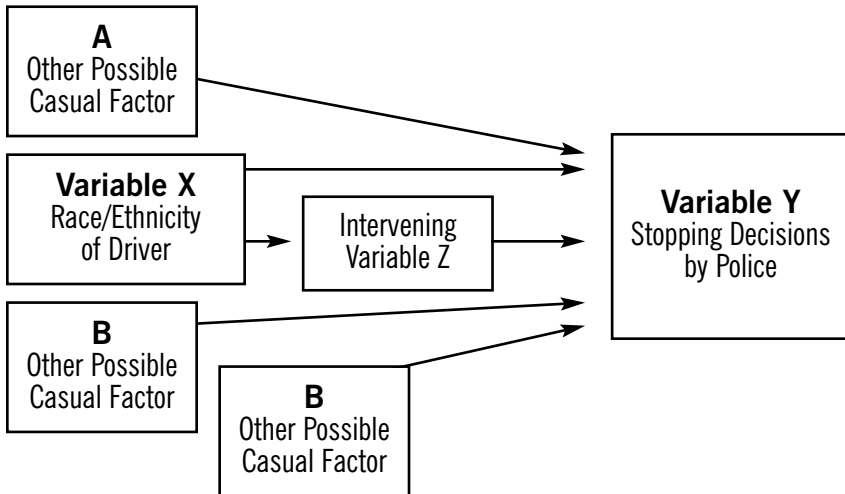 A
Other Possible
Casual Factor
Variable X
Race/Ethnicity
of Driver
Intervening
Variable Z
Variable Y
Stopping Decisions
by Police
B
Other Possible
Casual Factor
B
Other Possible
Casual Factor